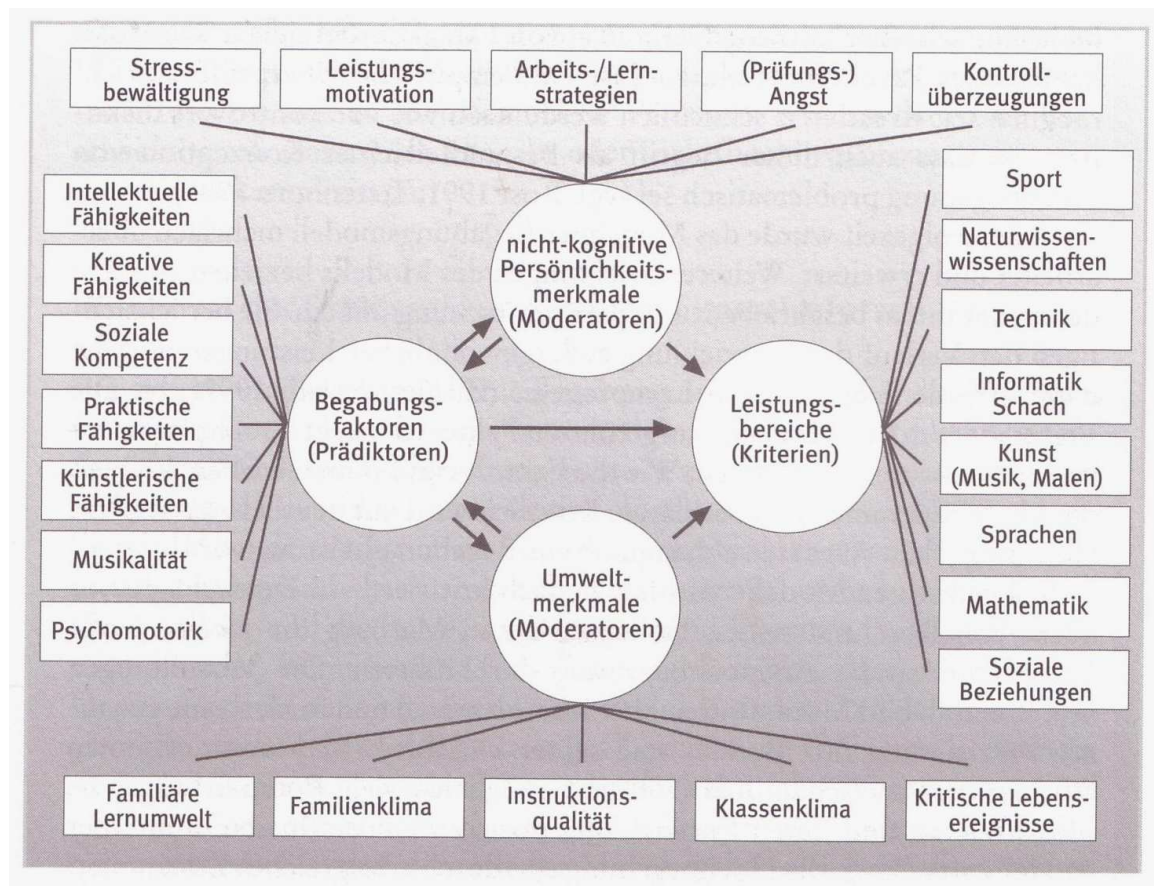 Stress-
bewältigung
Leistungs-
motivation
Arbeits-/Lern-
strategien
(Prüfungs-)
Angst
Kontroll-
überzeugungen
Intellektuelle
Fähigkeiten
Kreative
Fähigkeiten
Soziale
Kompetenz
Praktische
Fähigkeiten
Künstlerische
Fähigkeiten
Musikalität
Psychomotorik
nicht-kognitive
Persönlichkeits-
merkmale
(Moderatoren)
Begabungs-
faktoren
(Prädiktoren)
Leistungs-
bereiche
(Kriterien)
Umwelt-
merkmale
(Moderatoren)
Sport
Naturwissen-
wissenschaften
Technik
Informatik
Schach
Kunst
(Musik, Malen)
Sprachen
Mathematik
Soziale
Beziehungen
Familiäre
Lernumwelt
Familienklima
Instruktions-
qualität
Klassenklima
Kritische Lebens-
ereignisse